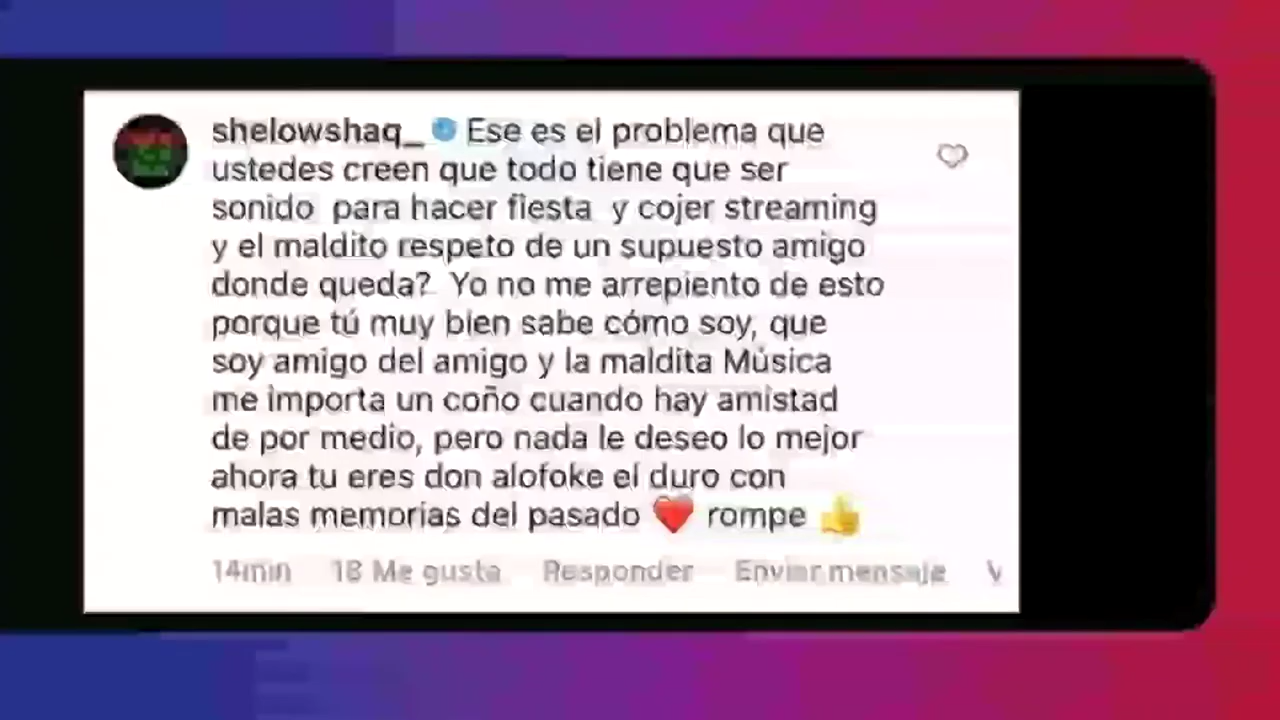 shelowshaq_ Ese es el problema que
ustedes creen que todo tiene que ser
sonido para hacer fiesta y cojer streaming
y el maldito respeto de un supuesto amigo
donde queda? Yo no me arrepiento de esto
porque tú muy bien sabe cómo soy, que
soy amigo del amigo y la maldita Música
me importa un coño cuando hay amistad
de por medio, pero nada le deseo lo mejor
ahora tu eres don alofoke el duro con
malas memorias del pasado ❤️ rompe 👍
14min 18 Me gusta Responder Enviar mensaje V